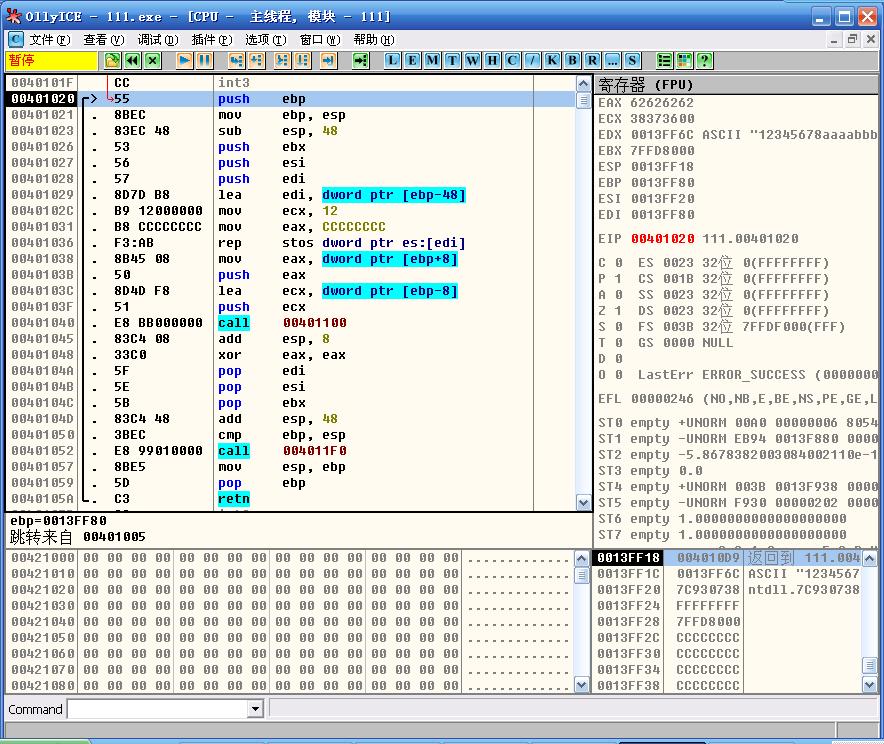 OllyICE - 111.exe - [CPU - 主线程, 模块 - 111]
C 文件(F) 查看(V) 调试(D) 插件(P) 选项(T) 窗口(W) 帮助(H)
暂停 L E M T W H C / K B R ... S ?
0040101F CC int3
00401020 > 55 push ebp
00401021 . 8BEC mov ebp, esp
00401023 . 83EC 48 sub esp, 48
00401026 . 53 push ebx
00401027 . 56 push esi
00401028 . 57 push edi
00401029 . 8D7D B8 lea edi, dword ptr [ebp-48]
0040102C . B9 12000000 mov ecx, 12
00401031 . B8 CCCCCCCC mov eax, CCCCCCCC
00401036 . F3:AB rep stos dword ptr es:[edi]
00401038 . 8B45 08 mov eax, dword ptr [ebp+8]
0040103B . 50 push eax
0040103C . 8D4D F8 lea ecx, dword ptr [ebp-8]
0040103F . 51 push ecx
00401040 . E8 BB000000 call 00401100
00401045 . 83C4 08 add esp, 8
00401048 . 33C0 xor eax, eax
0040104A . 5F pop edi
0040104B . 5E pop esi
0040104C . 5B pop ebx
0040104D . 83C4 48 add esp, 48
00401050 . 3BEC cmp ebp, esp
00401052 . E8 99010000 call 004011F0
00401057 . 8BE5 mov esp, ebp
00401059 . 5D pop ebp
0040105A . C3 retn
寄存器 (FPU)
EAX 62626262
ECX 38373600
EDX 0013FF6C ASCII "12345678aaaabbb
EBX 7FFD8000
ESP 0013FF18
EBP 0013FF80
ESI 0013FF20
EDI 0013FF80
EIP 00401020 111.00401020
C 0 ES 0023 32位 0(FFFFFFFF)
P 1 CS 001B 32位 0(FFFFFFFF)
A 0 SS 0023 32位 0(FFFFFFFF)
Z 1 DS 0023 32位 0(FFFFFFFF)
S 0 FS 003B 32位 7FFDF000(FFF)
T 0 GS 0000 NULL
D 0
O 0 LastErr ERROR_SUCCESS (0000000
EFL 00000246 (NO,NB,E,BE,NS,PE,GE,L
ST0 empty +UNORM 00A0 00000006 8054
ST1 empty -UNORM EB94 0013F880 0000
ST2 empty -5.8678382003084002110e-1
ST3 empty 0.0
ST4 empty +UNORM 003B 0013F938 0000
ST5 empty -UNORM F930 00000202 0000
ST6 empty 1.0000000000000000000
ST7 empty 1.0000000000000000000
ebp=0013FF80
跳转来自 00401005
00421000 00 00 00 00 00 00 00 00 00 00 00 00 00 00 00 00 ................
00421010 00 00 00 00 00 00 00 00 00 00 00 00 00 00 00 00 ................
00421020 00 00 00 00 00 00 00 00 00 00 00 00 00 00 00 00 ................
00421030 00 00 00 00 00 00 00 00 00 00 00 00 00 00 00 00 ................
00421040 00 00 00 00 00 00 00 00 00 00 00 00 00 00 00 00 ................
00421050 00 00 00 00 00 00 00 00 00 00 00 00 00 00 00 00 ................
00421060 00 00 00 00 00 00 00 00 00 00 00 00 00 00 00 00 ................
00421070 00 00 00 00 00 00 00 00 00 00 00 00 00 00 00 00 ................
00421080 00 00 00 00 00 00 00 00 00 00 00 00 00 00 00 00 ................
0013FF18 004010D9 返回到 111.004
0013FF1C 0013FF6C ASCII "1234567
0013FF20 7C930738 ntdll.7C930738
0013FF24 FFFFFFFF
0013FF28 7FFD8000
0013FF2C CCCCCCCC
0013FF30 CCCCCCCC
0013FF34 CCCCCCCC
0013FF38 CCCCCCCC
Command